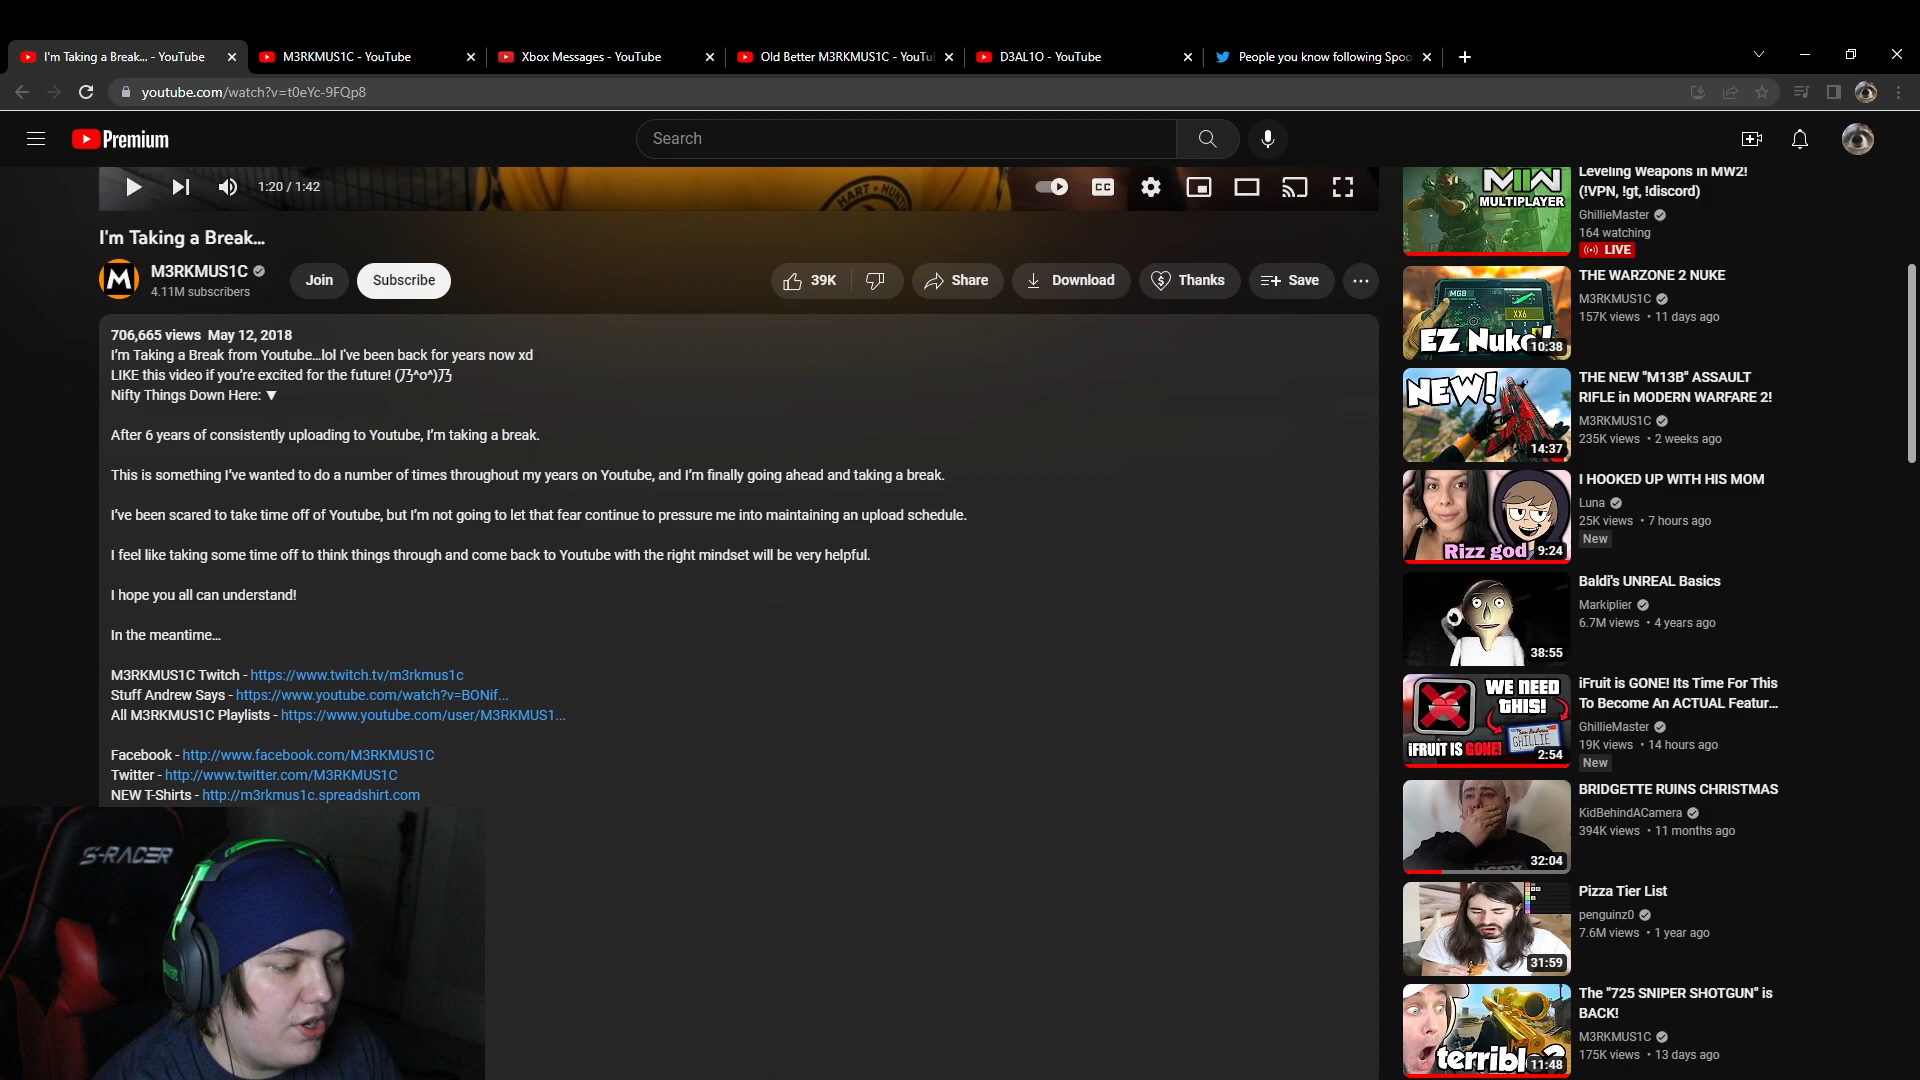 I'm Taking a Break... - YouTube
M3RKMUS1C - YouTube
Xbox Messages - YouTube
Old Better M3RKMUS1C - YouTu
D3AL1O - YouTube
People you know following Spoo
youtube.com/watch?v=t0eYc-9FQp8
Premium
Search
1:20 / 1:42
CC
HART + HUNT
I'm Taking a Break...
M
M3RKMUS1C
4.11M subscribers
Join
Subscribe
39K
Share
Download
Thanks
Save
706,665 views May 12, 2018
I'm Taking a Break from Youtube...lol I've been back for years now xd
LIKE this video if you're excited for the future! (乃^o^)乃
Nifty Things Down Here: ▼
After 6 years of consistently uploading to Youtube, I'm taking a break.
This is something I've wanted to do a number of times throughout my years on Youtube, and I'm finally going ahead and taking a break.
I've been scared to take time off of Youtube, but I'm not going to let that fear continue to pressure me into maintaining an upload schedule.
I feel like taking some time off to think things through and come back to Youtube with the right mindset will be very helpful.
I hope you all can understand!
In the meantime...
M3RKMUS1C Twitch - https://www.twitch.tv/m3rkmus1c
Stuff Andrew Says - https://www.youtube.com/watch?v=BONif...
All M3RKMUS1C Playlists - https://www.youtube.com/user/M3RKMUS1...
Facebook - http://www.facebook.com/M3RKMUS1C
Twitter - http://www.twitter.com/M3RKMUS1C
NEW T-Shirts - http://m3rkmus1c.spreadshirt.com
S-RACER
MW
MULTIPLAYER
Leveling Weapons in MW2!
(!VPN, !gt, !discord)
GhillieMaster
164 watching
LIVE
MGB
XX6
EZ Nuke!
10:38
THE WARZONE 2 NUKE
M3RKMUS1C
157K views • 11 days ago
NEW!
14:37
THE NEW "M13B" ASSAULT
RIFLE in MODERN WARFARE 2!
M3RKMUS1C
235K views • 2 weeks ago
Rizz god
9:24
I HOOKED UP WITH HIS MOM
Luna
25K views • 7 hours ago
New
38:55
Baldi's UNREAL Basics
Markiplier
6.7M views • 4 years ago
WE NEED
THIS!
GHILLIE
iFRUIT IS GONE!
2:54
iFruit is GONE! Its Time For This
To Become An ACTUAL Featur...
GhillieMaster
19K views • 14 hours ago
New
32:04
BRIDGETTE RUINS CHRISTMAS
KidBehindACamera
394K views • 11 months ago
31:59
Pizza Tier List
penguinz0
7.6M views • 1 year ago
terrible?
11:48
The "725 SNIPER SHOTGUN" is
BACK!
M3RKMUS1C
175K views • 13 days ago